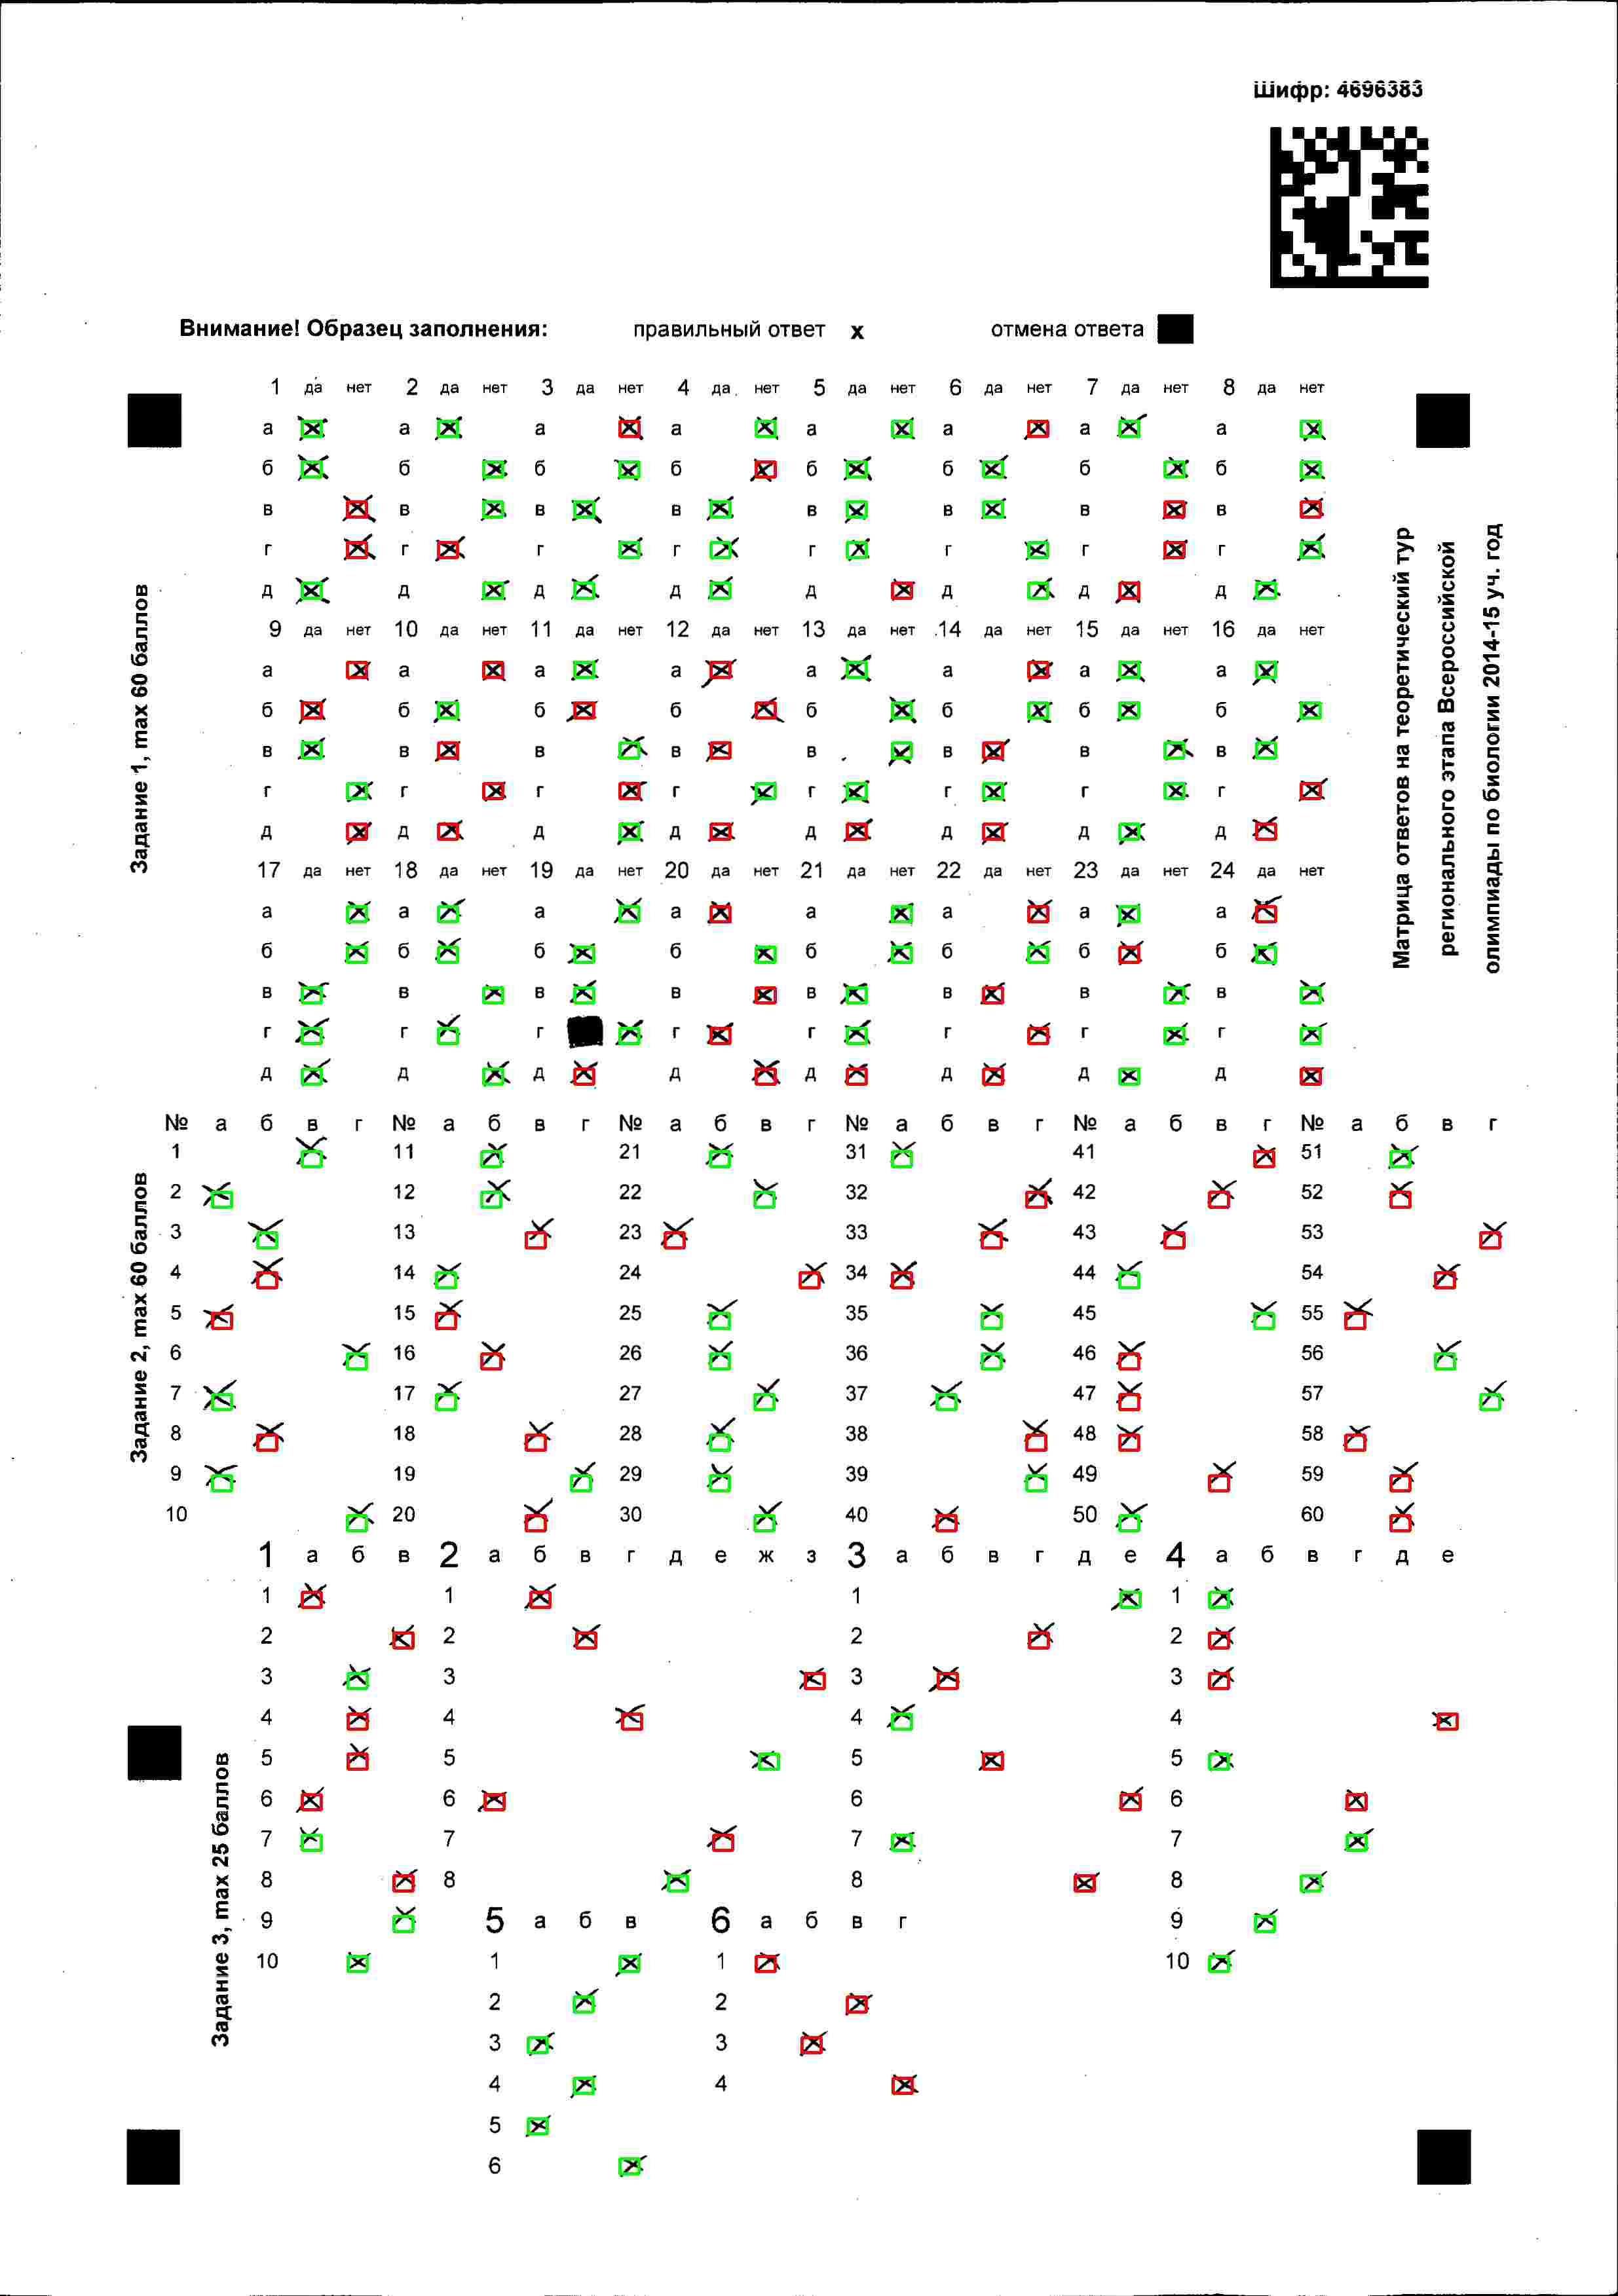 Шифр: 4696383
Внимание! Образец заполнения: правильный ответ x отмена ответа
1 да нет 2 да нет 3 да нет 4 да нет 5 да нет 6 да нет 7 да нет 8 да нет
а а а а а а а а
б б б б б б б б
в в в в в в в в
г г г г г г г г
д д д д д д д д
9 да нет 10 да нет 11 да нет 12 да нет 13 да нет 14 да нет 15 да нет 16 да нет
а а а а а а а а
б б б б б б б б
в в в в в в в в
г г г г г г г г
д д д д д д д д
17 да нет 18 да нет 19 да нет 20 да нет 21 да нет 22 да нет 23 да нет 24 да нет
а а а а а а а а
б б б б б б б б
в в в в в в в в
г г г г г г г г
д д д д д д д д
№ а б в г № а б в г № а б в г № а б в г № а б в г № а б в г
1 11 21 31 41 51
2 12 22 32 42 52
3 13 23 33 43 53
4 14 24 34 44 54
5 15 25 35 45 55
6 16 26 36 46 56
7 17 27 37 47 57
8 18 28 38 48 58
9 19 29 39 49 59
10 20 30 40 50 60
1 а б в 2 а б в г д е ж з 3 а б в г д е 4 а б в г д е
1 1 1 1
2 2 2 2
3 3 3 3
4 4 4 4
5 5 5 5
6 6 6 6
7 7 7 7
8 8 8 8
9 5 а б в 6 а б в г 9
10 1 1 10
2 2
3 3
4 4
5
6
Задание 1, max 60 баллов
Задание 2, max 60 баллов
Задание 3, max 25 баллов
Матрица ответов на теоретический тур
регионального этапа Всероссийской
олимпиады по биологии 2014-15 уч. год